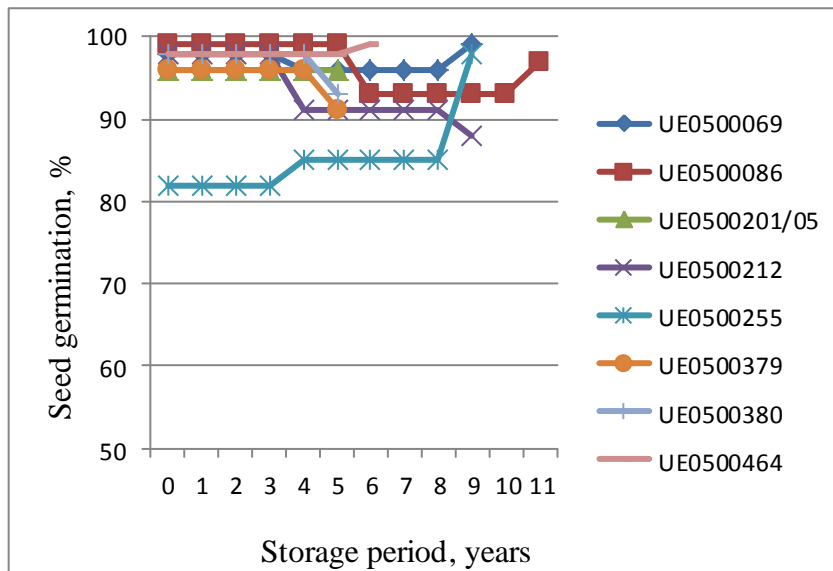 100
90
80
70
60
50
Seed germination, %
0 1 2 3 4 5 6 7 8 9 10 11
Storage period, years
UE0500069
UE0500086
UE0500201/05
UE0500212
UE0500255
UE0500379
UE0500380
UE0500464